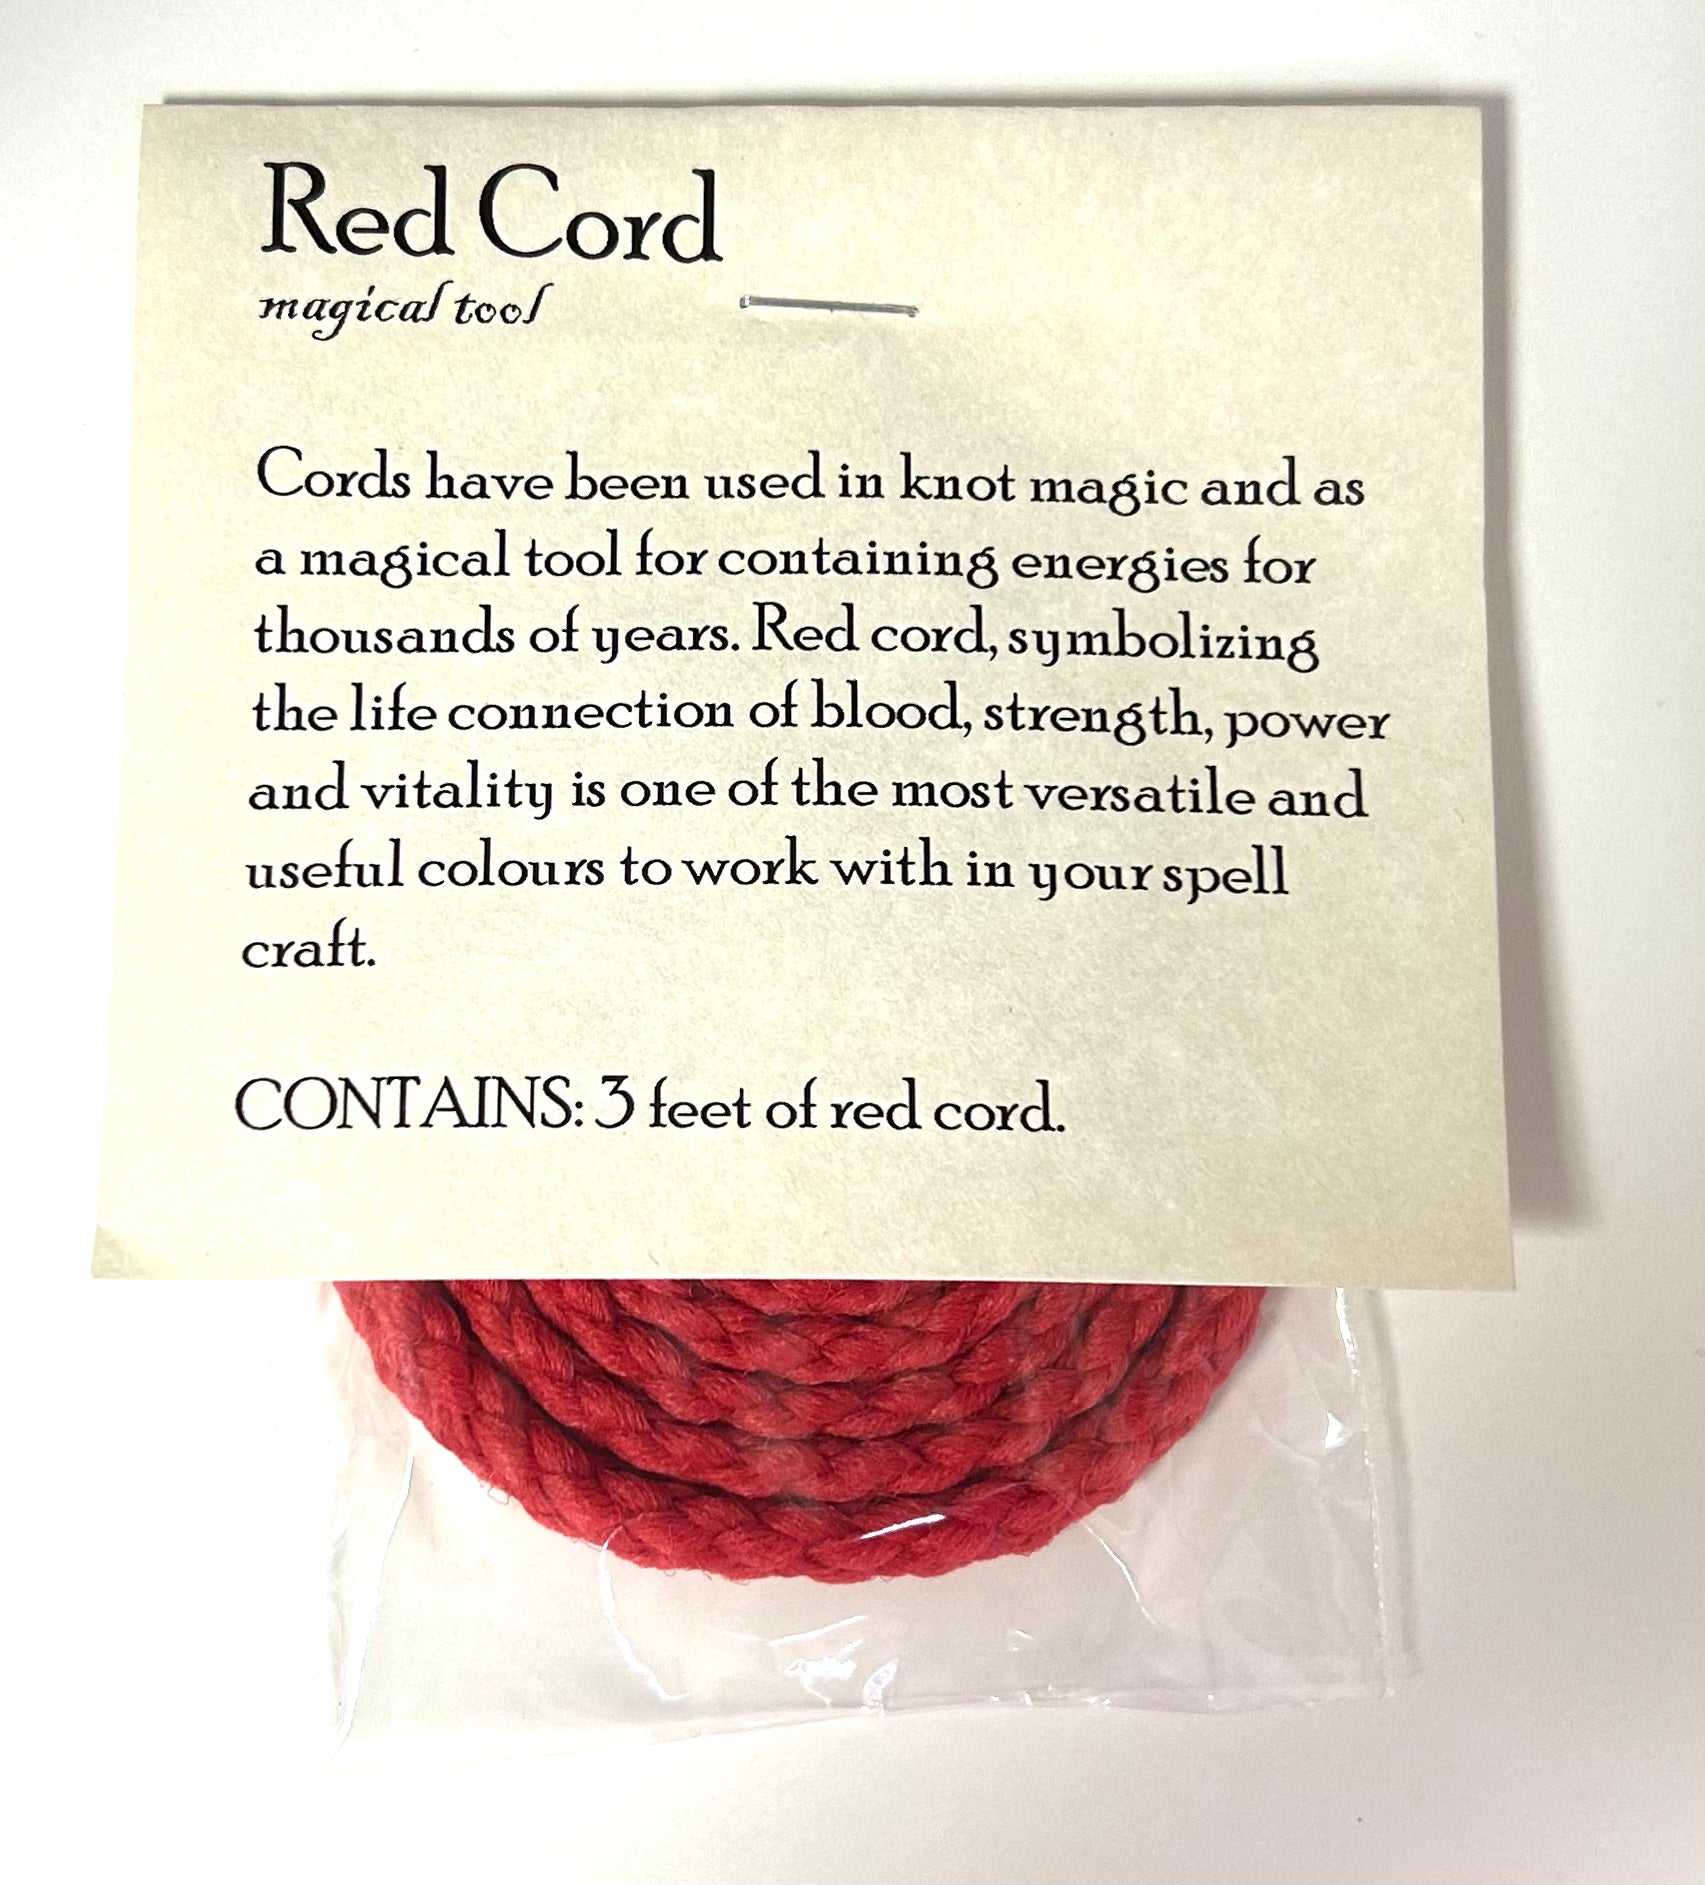 Red Cord
magical tool
Cords have been used in knot magic and as
a magical tool for containing energies for
thousands of years. Red cord, symbolizing
the life connection of blood, strength, power
and vitality is one of the most versatile and
useful colours to work with in your spell
craft.
CONTAINS: 3 feet of red cord.